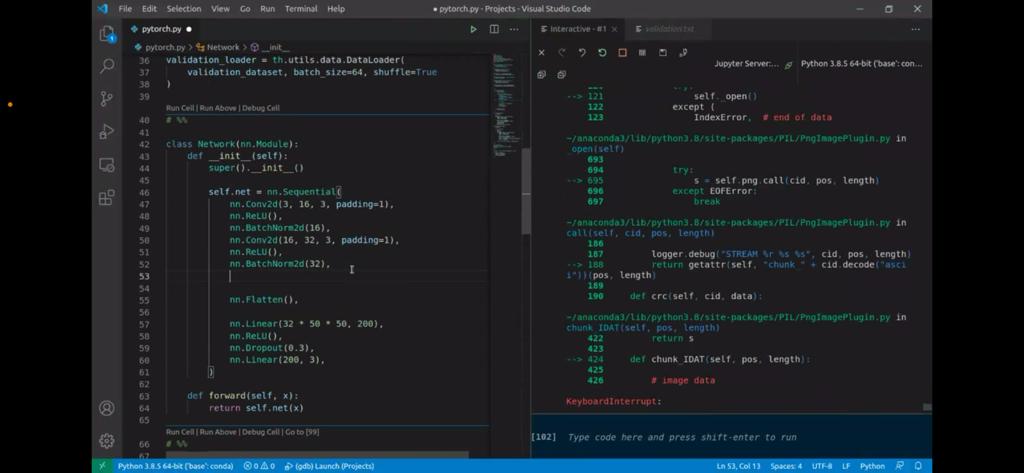 File Edit Selection View Go Run Terminal Help
● pytorch.py - Projects - Visual Studio Code
pytorch.py ●
pytorch.py > Network > __init__
36 validation_loader = th.utils.data.DataLoader(
37 validation_dataset, batch_size=64, shuffle=True
38 )
39
Run Cell | Run Above | Debug Cell
40 # %%
41
42 class Network(nn.Module):
43 def __init__(self):
44 super().__init__()
45
46 self.net = nn.Sequential(
47 nn.Conv2d(3, 16, 3, padding=1),
48 nn.ReLU(),
49 nn.BatchNorm2d(16),
50 nn.Conv2d(16, 32, 3, padding=1),
51 nn.ReLU(),
52 nn.BatchNorm2d(32),
53
54
55 nn.Flatten(),
56
57 nn.Linear(32 * 50 * 50, 200),
58 nn.ReLU(),
59 nn.Dropout(0.3),
60 nn.Linear(200, 3),
61 )
62
63 def forward(self, x):
64 return self.net(x)
65
Run Cell | Run Above | Debug Cell | Go to [99]
66 # %%
67
Interactive - #1
validation.txt
Jupyter Server:...
Python 3.8.5 64-bit ('base': con...
try:
--> 121 self._open()
122 except (
123 IndexError, # end of data
~/anaconda3/lib/python3.8/site-packages/PIL/PngImagePlugin.py in
_open(self)
693
694 try:
--> 695 s = self.png.call(cid, pos, length)
696 except EOFError:
697 break
~/anaconda3/lib/python3.8/site-packages/PIL/PngImagePlugin.py in
call(self, cid, pos, length)
186
187 logger.debug("STREAM %r %s %s", cid, pos, length)
--> 188 return getattr(self, "chunk_" + cid.decode("asci
i"))(pos, length)
189
190 def crc(self, cid, data):
~/anaconda3/lib/python3.8/site-packages/PIL/PngImagePlugin.py in
chunk_IDAT(self, pos, length)
422 return s
423
--> 424 def chunk_IDAT(self, pos, length):
425
426 # image data
KeyboardInterrupt:
[102] Type code here and press shift-enter to run
Python 3.8.5 64-bit ('base': conda) 0 0 (gdb) Launch (Projects)
Ln 53, Col 13 Spaces: 4 UTF-8 LF Python